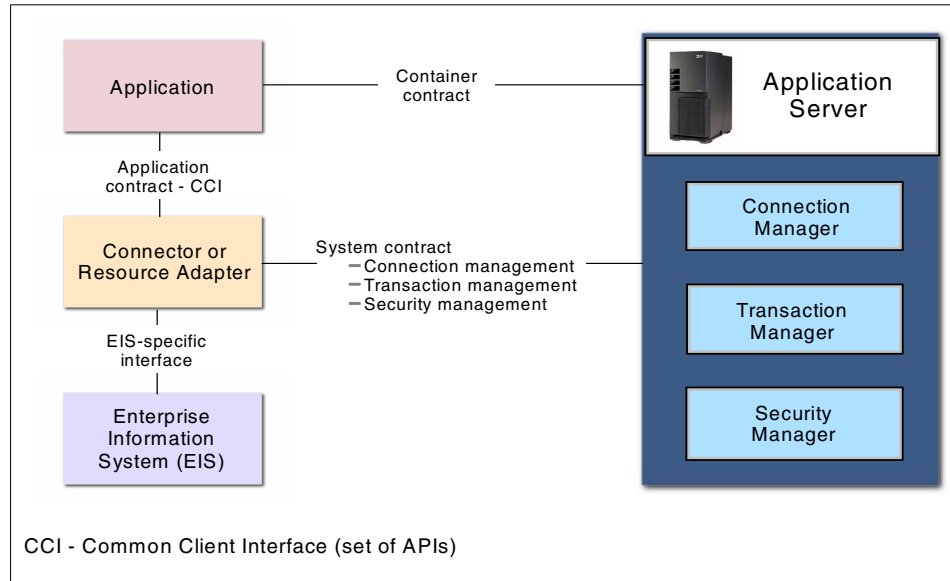 Application
Container
contract
Application
Server
Application
contract - CCI
Connector or
Resource Adapter
System contract
– Connection management
– Transaction management
– Security management
Connection
Manager
Transaction
Manager
EIS-specific
interface
Enterprise
Information
System (EIS)
Security
Manager
CCI - Common Client Interface (set of APIs)